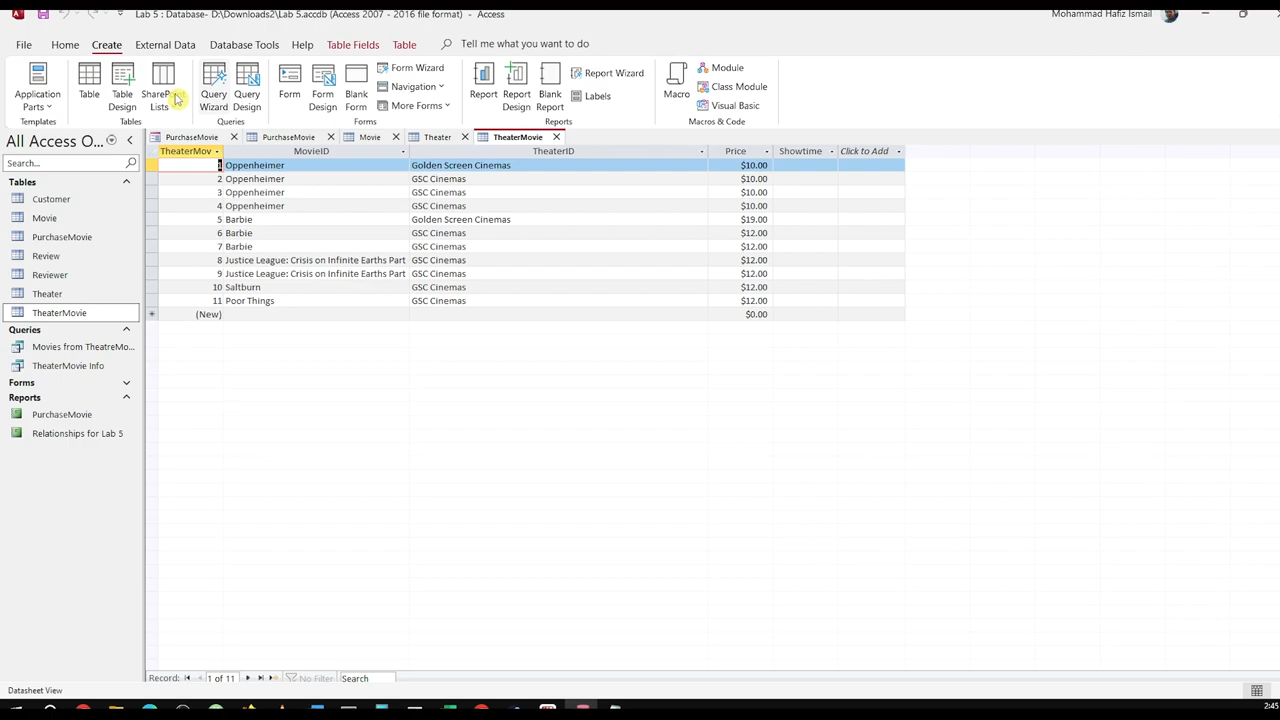 Lab 5 : Database- D:\Downloads2\Lab 5.accdb (Access 2007 - 2016 file format) - Access
Mohammad Hafiz Ismail
File Home Create External Data Database Tools Help Table Fields Table Tell me what you want to do
Application Parts
Table
Table Design
SharePoint Lists
Query Wizard
Query Design
Form
Form Design
Blank Form
Form Wizard
Navigation
More Forms
Report
Report Design
Blank Report
Report Wizard
Labels
Macro
Module
Class Module
Visual Basic
Templates Tables Queries Forms Reports Macros & Code
All Access O...
Search...
Tables
Customer
Movie
PurchaseMovie
Review
Reviewer
Theater
TheaterMovie
Queries
Movies from TheatreMo...
TheaterMovie Info
Forms
Reports
PurchaseMovie
Relationships for Lab 5
PurchaseMovie PurchaseMovie Movie Theater TheaterMovie
TheaterMov MovieID TheaterID Price Showtime Click to Add
1 Oppenheimer Golden Screen Cinemas $10.00
2 Oppenheimer GSC Cinemas $10.00
3 Oppenheimer GSC Cinemas $10.00
4 Oppenheimer GSC Cinemas $10.00
5 Barbie Golden Screen Cinemas $19.00
6 Barbie GSC Cinemas $12.00
7 Barbie GSC Cinemas $12.00
8 Justice League: Crisis on Infinite Earths Part GSC Cinemas $12.00
9 Justice League: Crisis on Infinite Earths Part GSC Cinemas $12.00
10 Saltburn GSC Cinemas $12.00
11 Poor Things GSC Cinemas $12.00
(New) $0.00
Record: 1 of 11 No Filter Search
Datasheet View
2:45